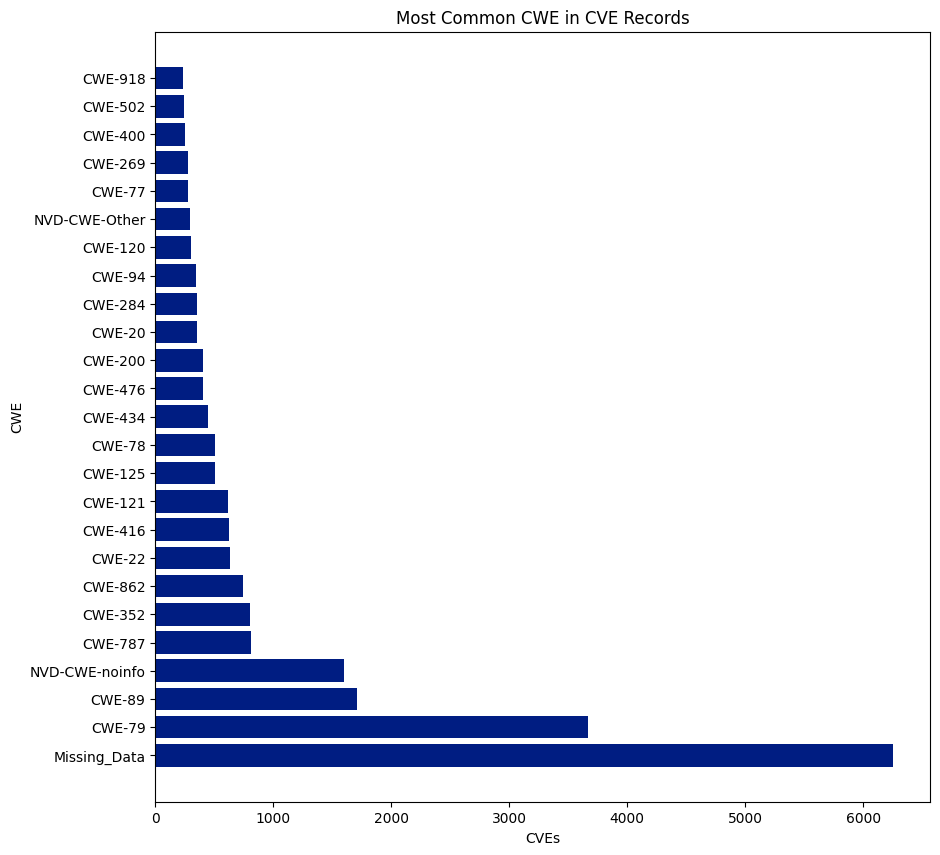 Most Common CWE in CVE Records
CWE-918
CWE-502
CWE-400
CWE-269
CWE-77
NVD-CWE-Other
CWE-120
CWE-94
CWE-284
CWE-20
CWE-200
CWE-476
CWE-434
CWE-78
CWE-125
CWE-121
CWE-416
CWE-22
CWE-862
CWE-352
CWE-787
NVD-CWE-noinfo
CWE-89
CWE-79
Missing_Data
CWE
0 1000 2000 3000 4000 5000 6000
CVEs